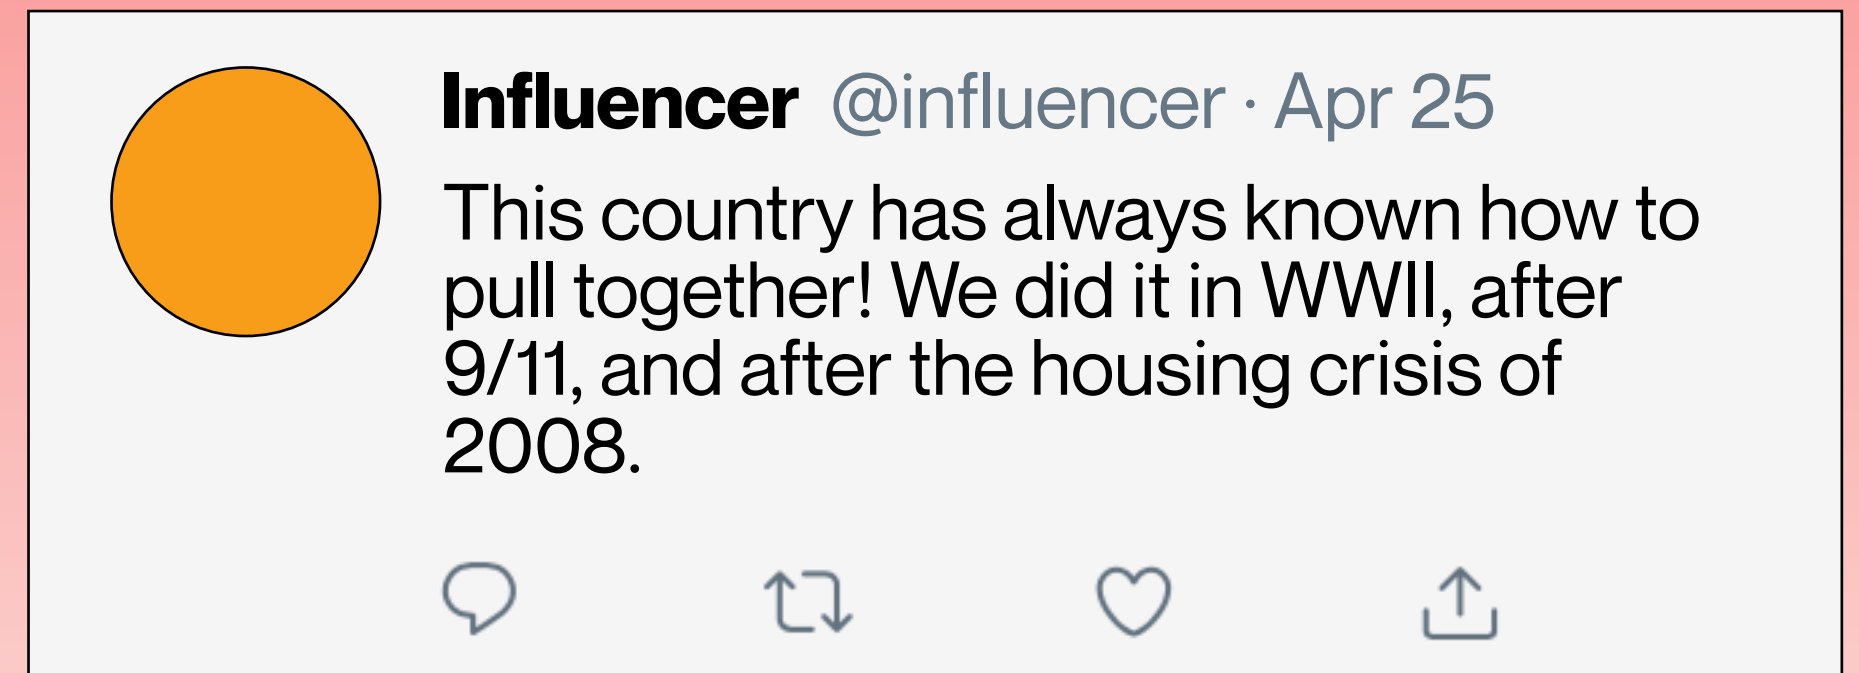 Influencer @influencer · Apr 25
This country has always known how to
pull together! We did it in WWII, after
9/11, and after the housing crisis of
2008.